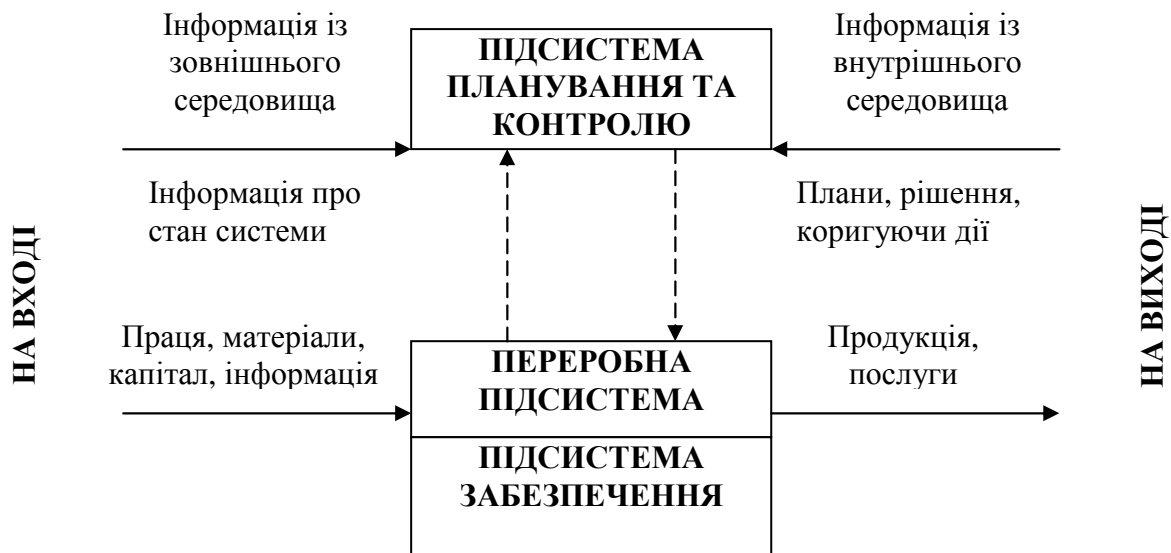 Інформація із
зовнішнього
середовища
ПІДСИСТЕМА
ПЛАНУВАННЯ ТА
КОНТРОЛЮ
Інформація із
внутрішнього
середовища
Інформація про
стан системи
Плани, рішення,
коригуючи дії
НА ВХОДІ
НА ВИХОДІ
Праця, матеріали,
капітал, інформація
ПЕРЕРОБНА
ПІДСИСТЕМА
Продукція,
послуги
ПІДСИСТЕМА
ЗАБЕЗПЕЧЕННЯ